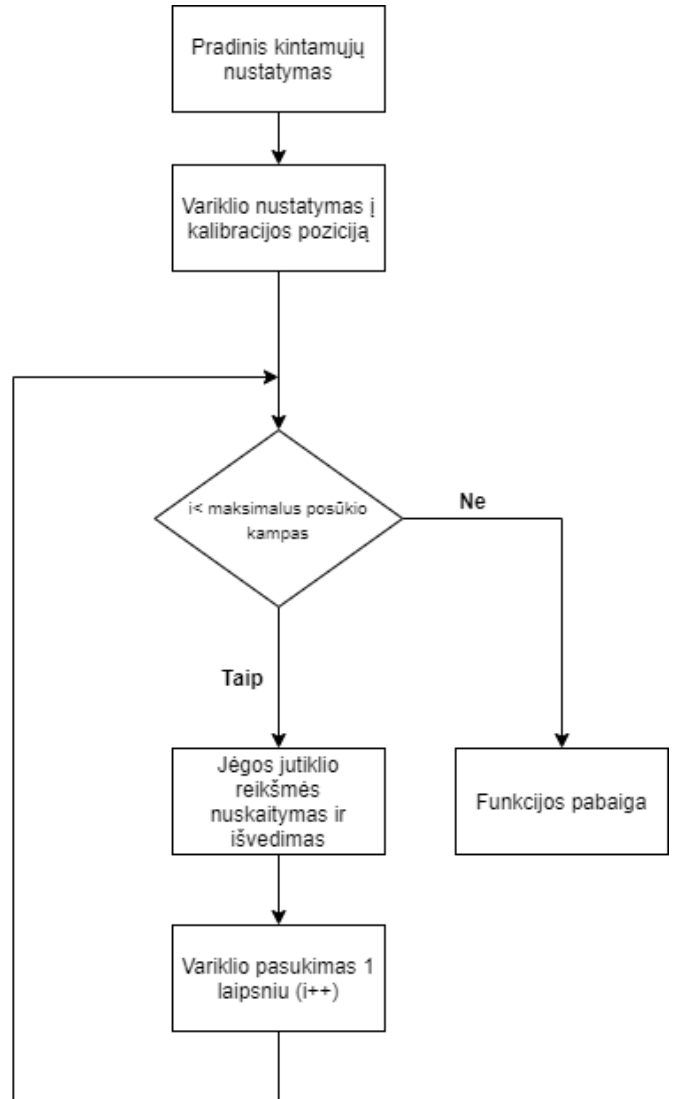 Pradinis kintamųjų
nustatymas
Variklio nustatymas į
kalibracijos poziciją
i< maksimalus posūkio
kampas
Ne
Taip
Jėgos jutiklio
reikšmės
nuskaitymas ir
išvedimas
Funkcijos pabaiga
Variklio pasukimas 1
laipsniu (i++)